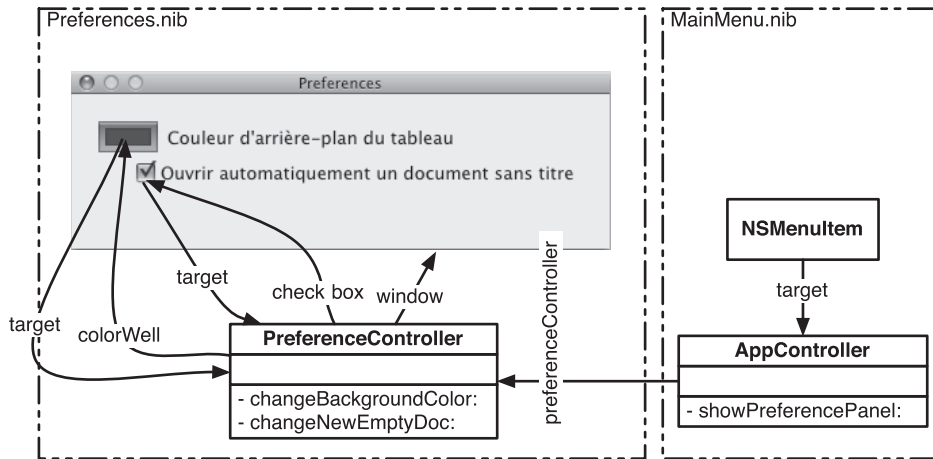 Preferences.nib
MainMenu.nib
Preferences
Couleur d'arrière-plan du tableau
Ouvrir automatiquement un document sans titre
NSMenuItem
target
check box
window
preferenceController
target
target
colorWell
PreferenceController
- changeBackgroundColor:
- changeNewEmptyDoc:
AppController
- showPreferencePanel: